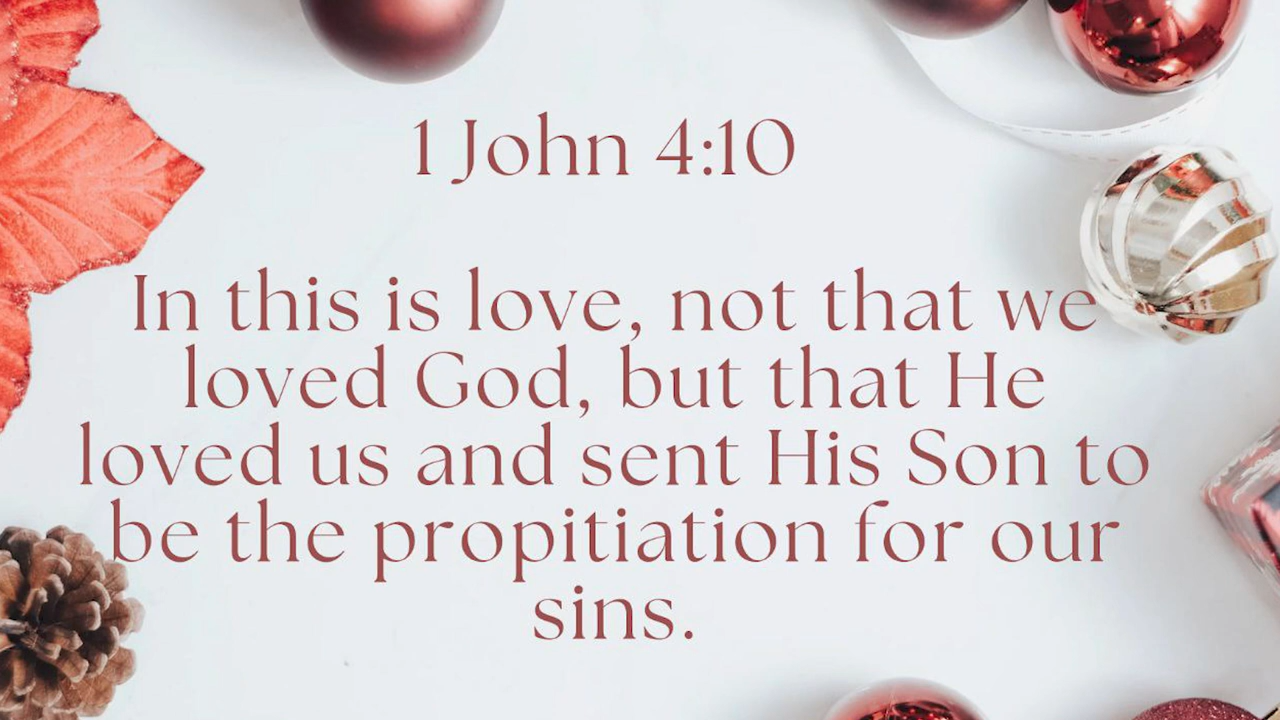 1 John 4:10
In this is love, not that we
loved God, but that He
loved us and sent His Son to
be the propitiation for our
sins.